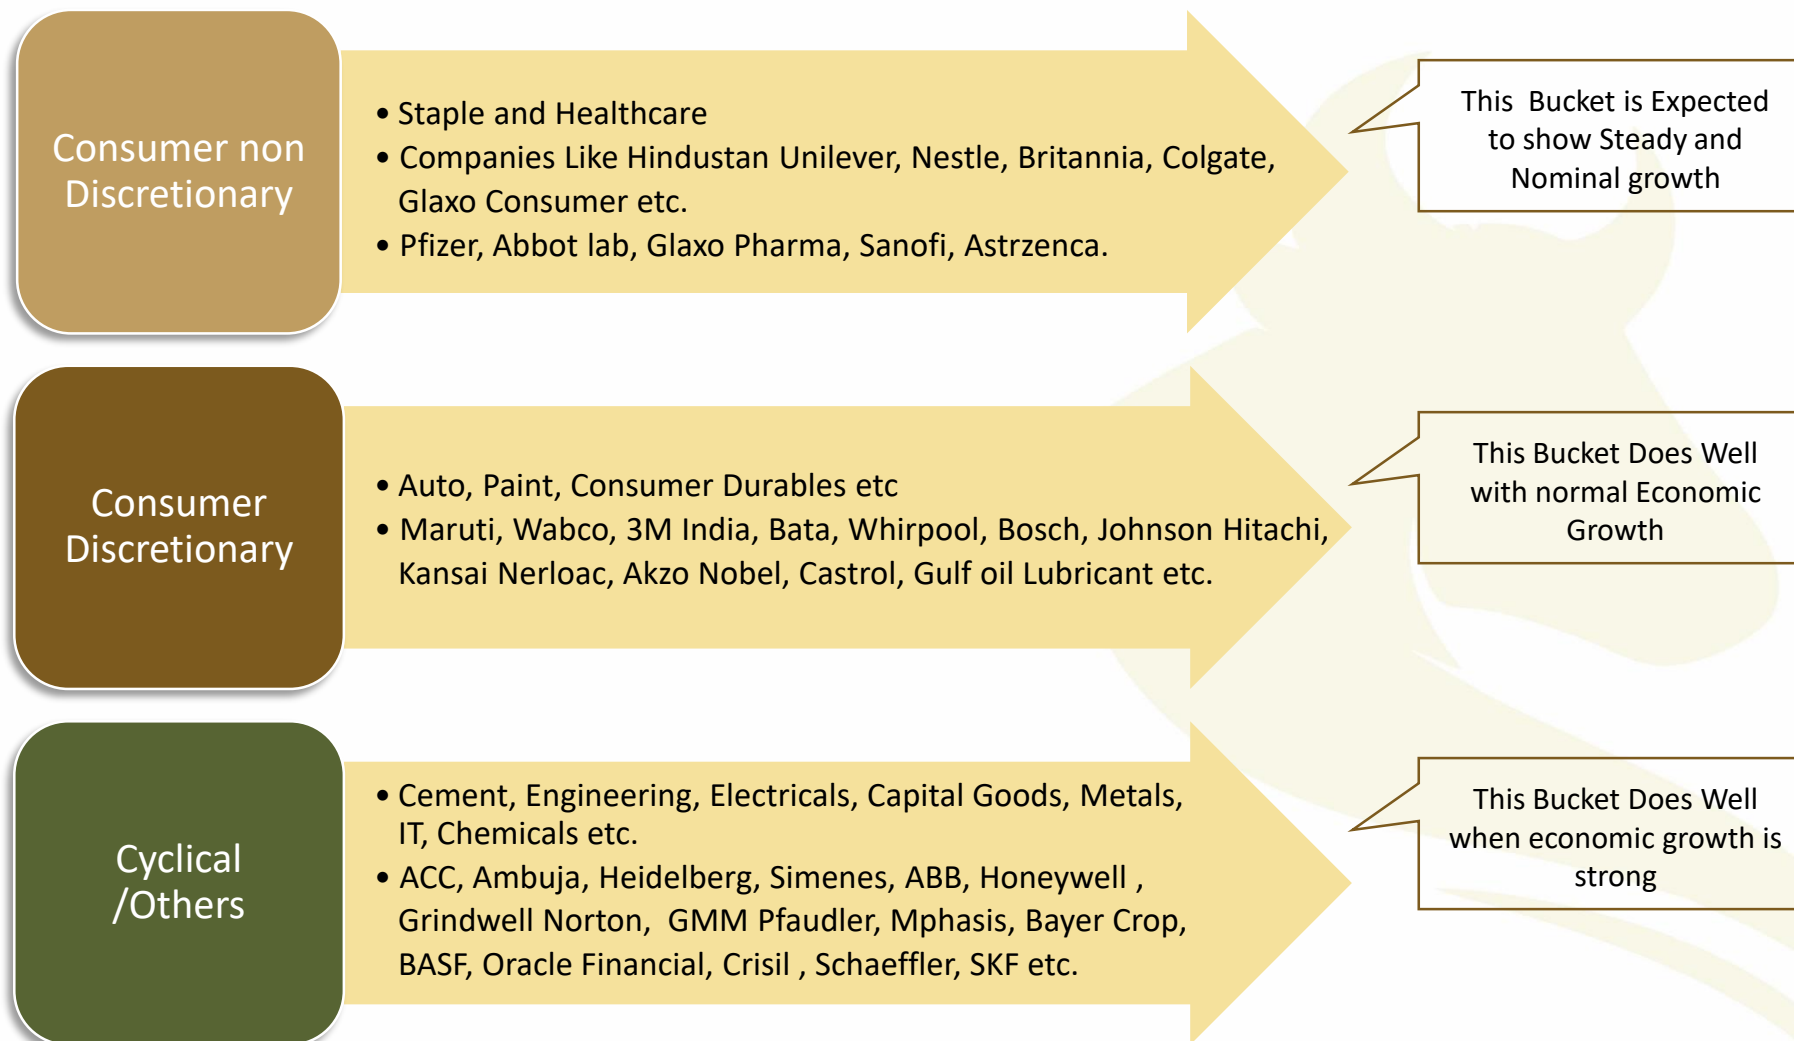 Consumer non
Discretionary
• Staple and Healthcare
• Companies Like Hindustan Unilever, Nestle, Britannia, Colgate,
Glaxo Consumer etc.
• Pfizer, Abbot lab, Glaxo Pharma, Sanofi, Astrzenca.
This Bucket is Expected
to show Steady and
Nominal growth
Consumer
Discretionary
• Auto, Paint, Consumer Durables etc
• Maruti, Wabco, 3M India, Bata, Whirpool, Bosch, Johnson Hitachi,
Kansai Nerloac, Akzo Nobel, Castrol, Gulf oil Lubricant etc.
This Bucket Does Well
with normal Economic
Growth
Cyclical
/Others
• Cement, Engineering, Electricals, Capital Goods, Metals,
IT, Chemicals etc.
• ACC, Ambuja, Heidelberg, Simenes, ABB, Honeywell ,
Grindwell Norton, GMM Pfaudler, Mphasis, Bayer Crop,
BASF, Oracle Financial, Crisil , Schaeffler, SKF etc.
This Bucket Does Well
when economic growth is
strong